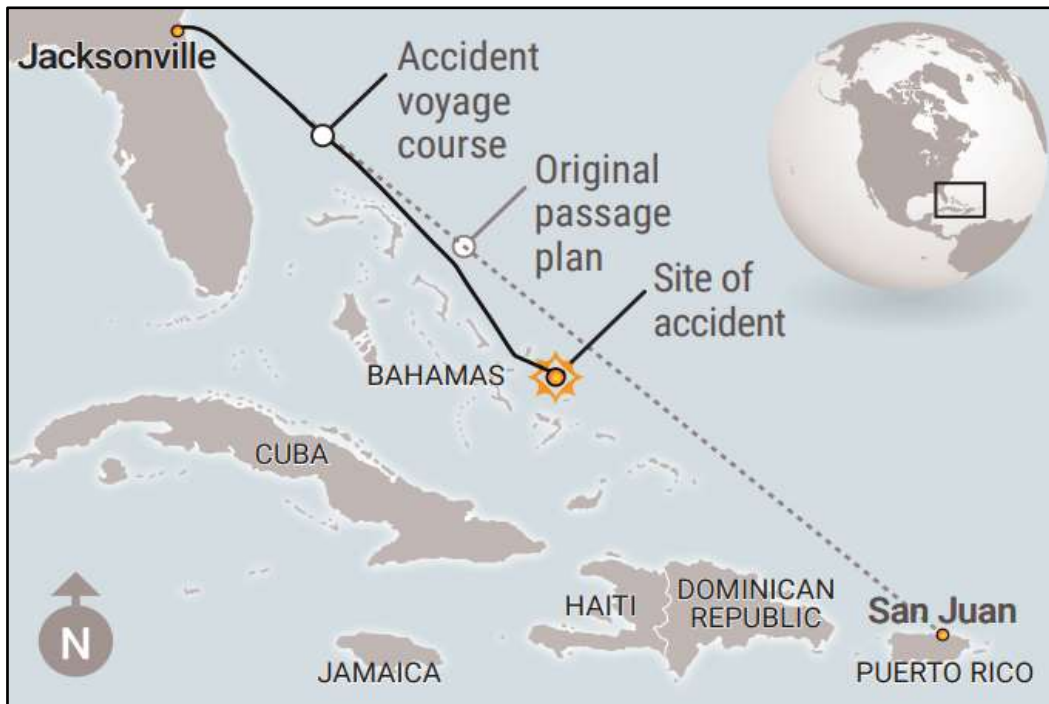 Jacksonville
Accident
voyage
course
Original
passage
plan
Site of
accident
BAHAMAS
CUBA
HAITI
DOMINICAN
REPUBLIC
San Juan
JAMAICA
PUERTO RICO
N